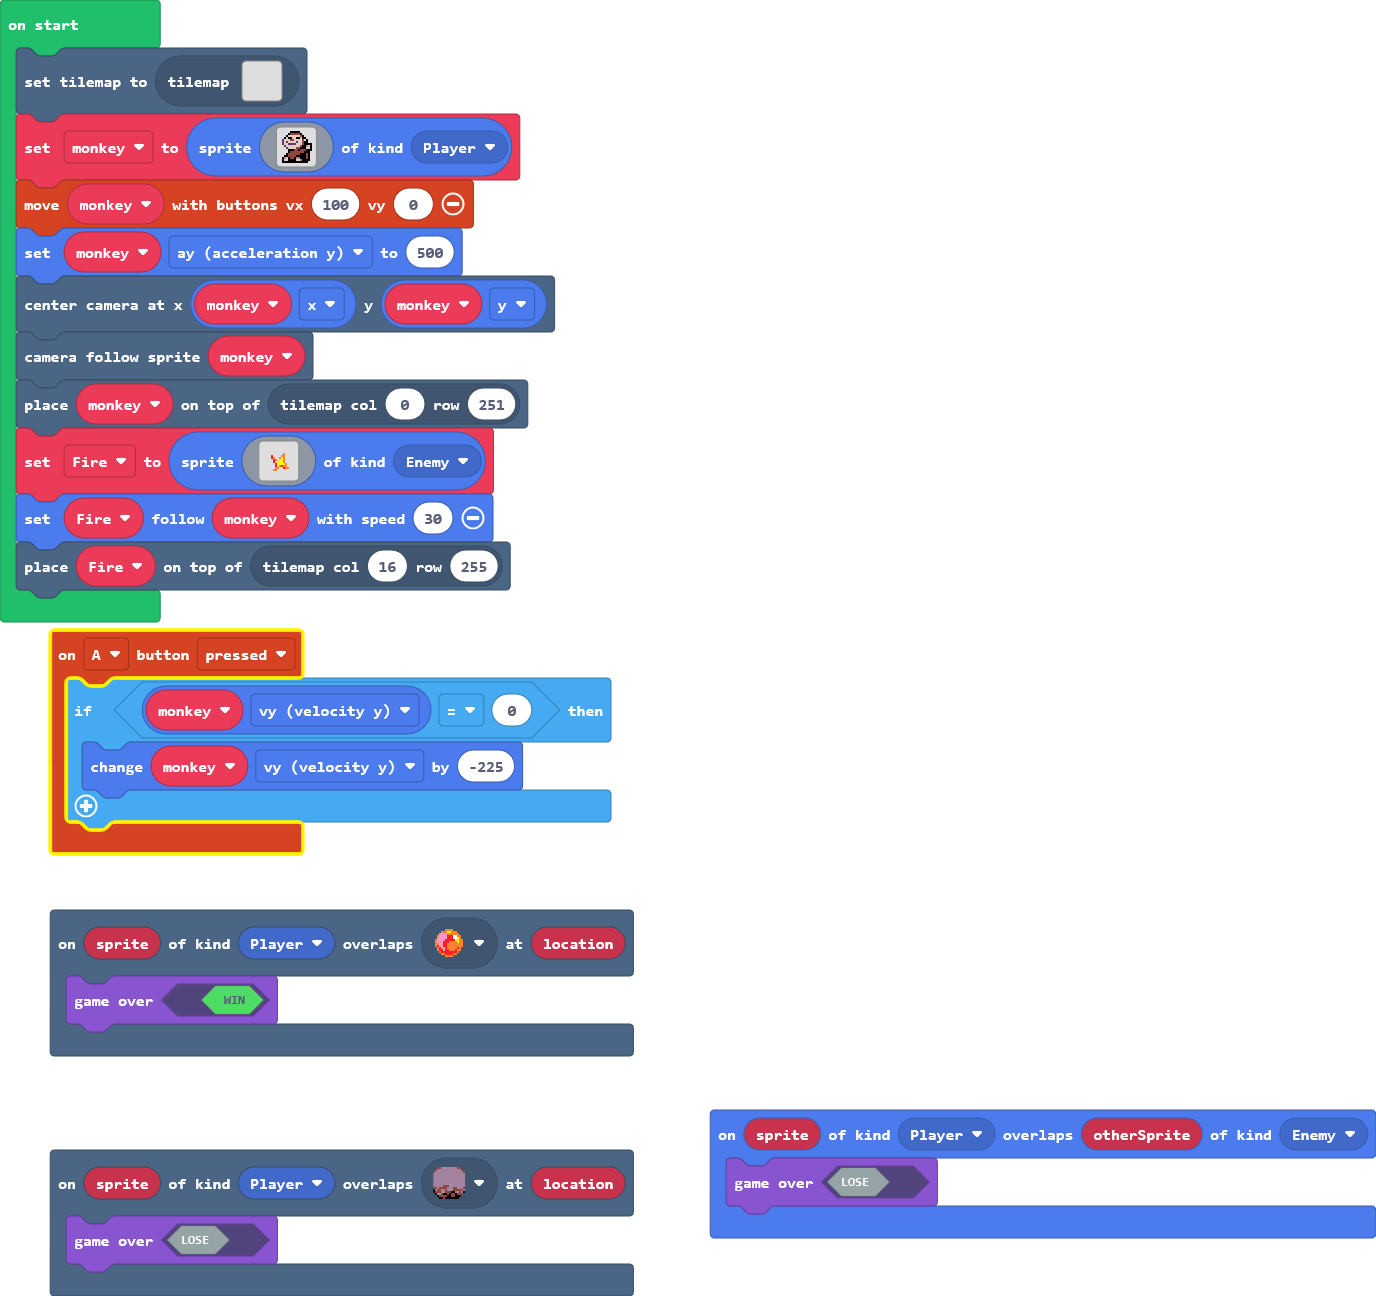 on start
set tilemap to tilemap
set monkey to sprite of kind Player
move monkey with buttons vx 100 vy 0
set monkey ay (acceleration y) to 500
center camera at x monkey x y monkey y
camera follow sprite monkey
place monkey on top of tilemap col 0 row 251
set Fire to sprite of kind Enemy
set Fire follow monkey with speed 30
place Fire on top of tilemap col 16 row 255
on A button pressed
if monkey vy (velocity y) = 0 then
change monkey vy (velocity y) by -225
on sprite of kind Player overlaps at location
game over WIN
on sprite of kind Player overlaps otherSprite of kind Enemy
game over LOSE
on sprite of kind Player overlaps at location
game over LOSE